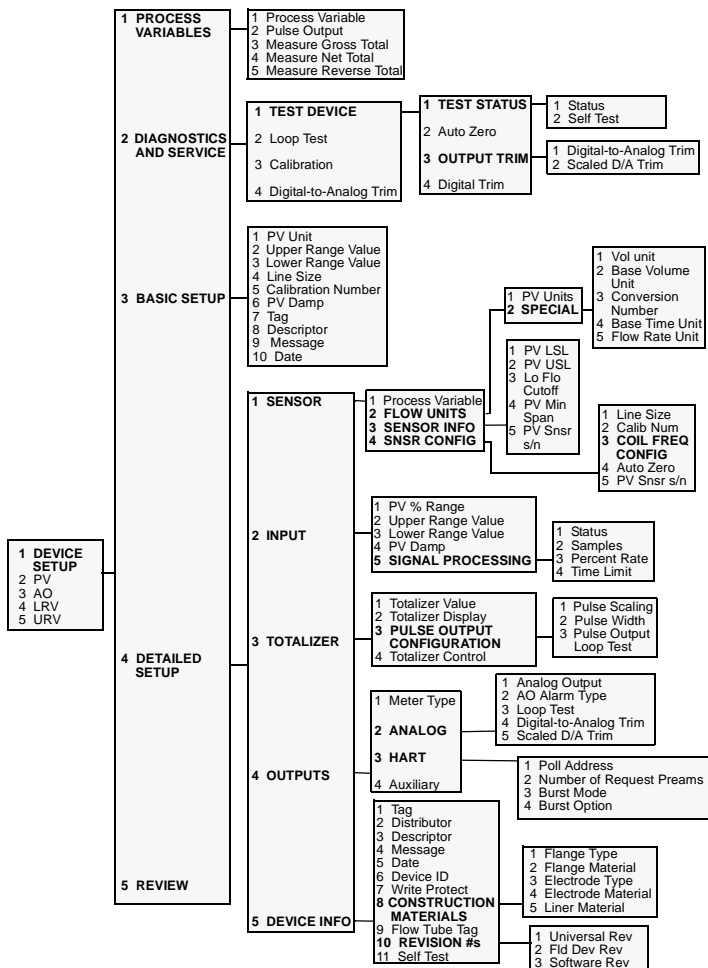 1 DEVICE
SETUP
2 PV
3 AO
4 LRV
5 URV
1 PROCESS
VARIABLES
2 DIAGNOSTICS
AND SERVICE
3 BASIC SETUP
4 DETAILED
SETUP
5 REVIEW
1 Process Variable
2 Pulse Output
3 Measure Gross Total
4 Measure Net Total
5 Measure Reverse Total
1 TEST DEVICE
2 Loop Test
3 Calibration
4 Digital-to-Analog Trim
1 TEST STATUS
2 Auto Zero
3 OUTPUT TRIM
4 Digital Trim
1 Status
2 Self Test
1 Digital-to-Analog Trim
2 Scaled D/A Trim
1 PV Unit
2 Upper Range Value
3 Lower Range Value
4 Line Size
5 Calibration Number
6 PV Damp
7 Tag
8 Descriptor
9 Message
10 Date
1 SENSOR
2 INPUT
3 TOTALIZER
4 OUTPUTS
5 DEVICE INFO
1 Process Variable
2 FLOW UNITS
3 SENSOR INFO
4 SNSR CONFIG
1 PV Units
2 SPECIAL
1 Vol unit
2 Base Volume
Unit
3 Conversion
Number
4 Base Time Unit
5 Flow Rate Unit
1 PV LSL
2 PV USL
3 Lo Flo
Cutoff
4 PV Min
Span
5 PV Snsr
s/n
1 Line Size
2 Calib Num
3 COIL FREQ
CONFIG
4 Auto Zero
5 PV Snsr s/n
1 PV % Range
2 Upper Range Value
3 Lower Range Value
4 PV Damp
5 SIGNAL PROCESSING
1 Status
2 Samples
3 Percent Rate
4 Time Limit
1 Totalizer Value
2 Totalizer Display
3 PULSE OUTPUT
CONFIGURATION
4 Totalizer Control
1 Pulse Scaling
2 Pulse Width
3 Pulse Output
Loop Test
1 Meter Type
2 ANALOG
3 HART
4 Auxiliary
1 Analog Output
2 AO Alarm Type
3 Loop Test
4 Digital-to-Analog Trim
5 Scaled D/A Trim
1 Poll Address
2 Number of Request Preams
3 Burst Mode
4 Burst Option
1 Tag
2 Distributor
3 Descriptor
4 Message
5 Date
6 Device ID
7 Write Protect
8 CONSTRUCTION
MATERIALS
9 Flow Tube Tag
10 REVISION #s
11 Self Test
1 Flange Type
2 Flange Material
3 Electrode Type
4 Electrode Material
5 Liner Material
1 Universal Rev
2 Fld Dev Rev
3 Software Rev